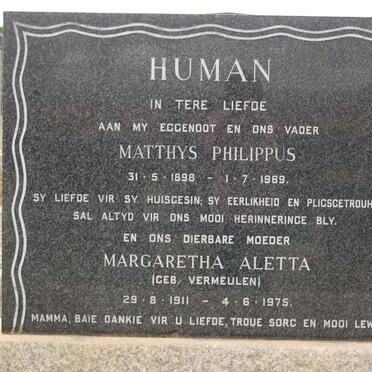 HUMAN
IN TERE LIEFDE
AAN MY EGGENOOT EN ONS VADER
MATTHYS PHILIPPUS
31·5·1898 – 1·7·1969.
SY LIEFDE VIR SY HUISGESIN; SY EERLIKHEID EN PLIGSGETROUH
SAL ALTYD VIR ONS MOOI HERINNERINGE BLY.
EN ONS DIERBARE MOEDER
MARGARETHA ALETTA
(GEB. VERMEULEN)
29·8·1911 – 4·6·1975.
MAMMA, BAIE DANKIE VIR U LIEFDE, TROUE SORG EN MOOI LEW